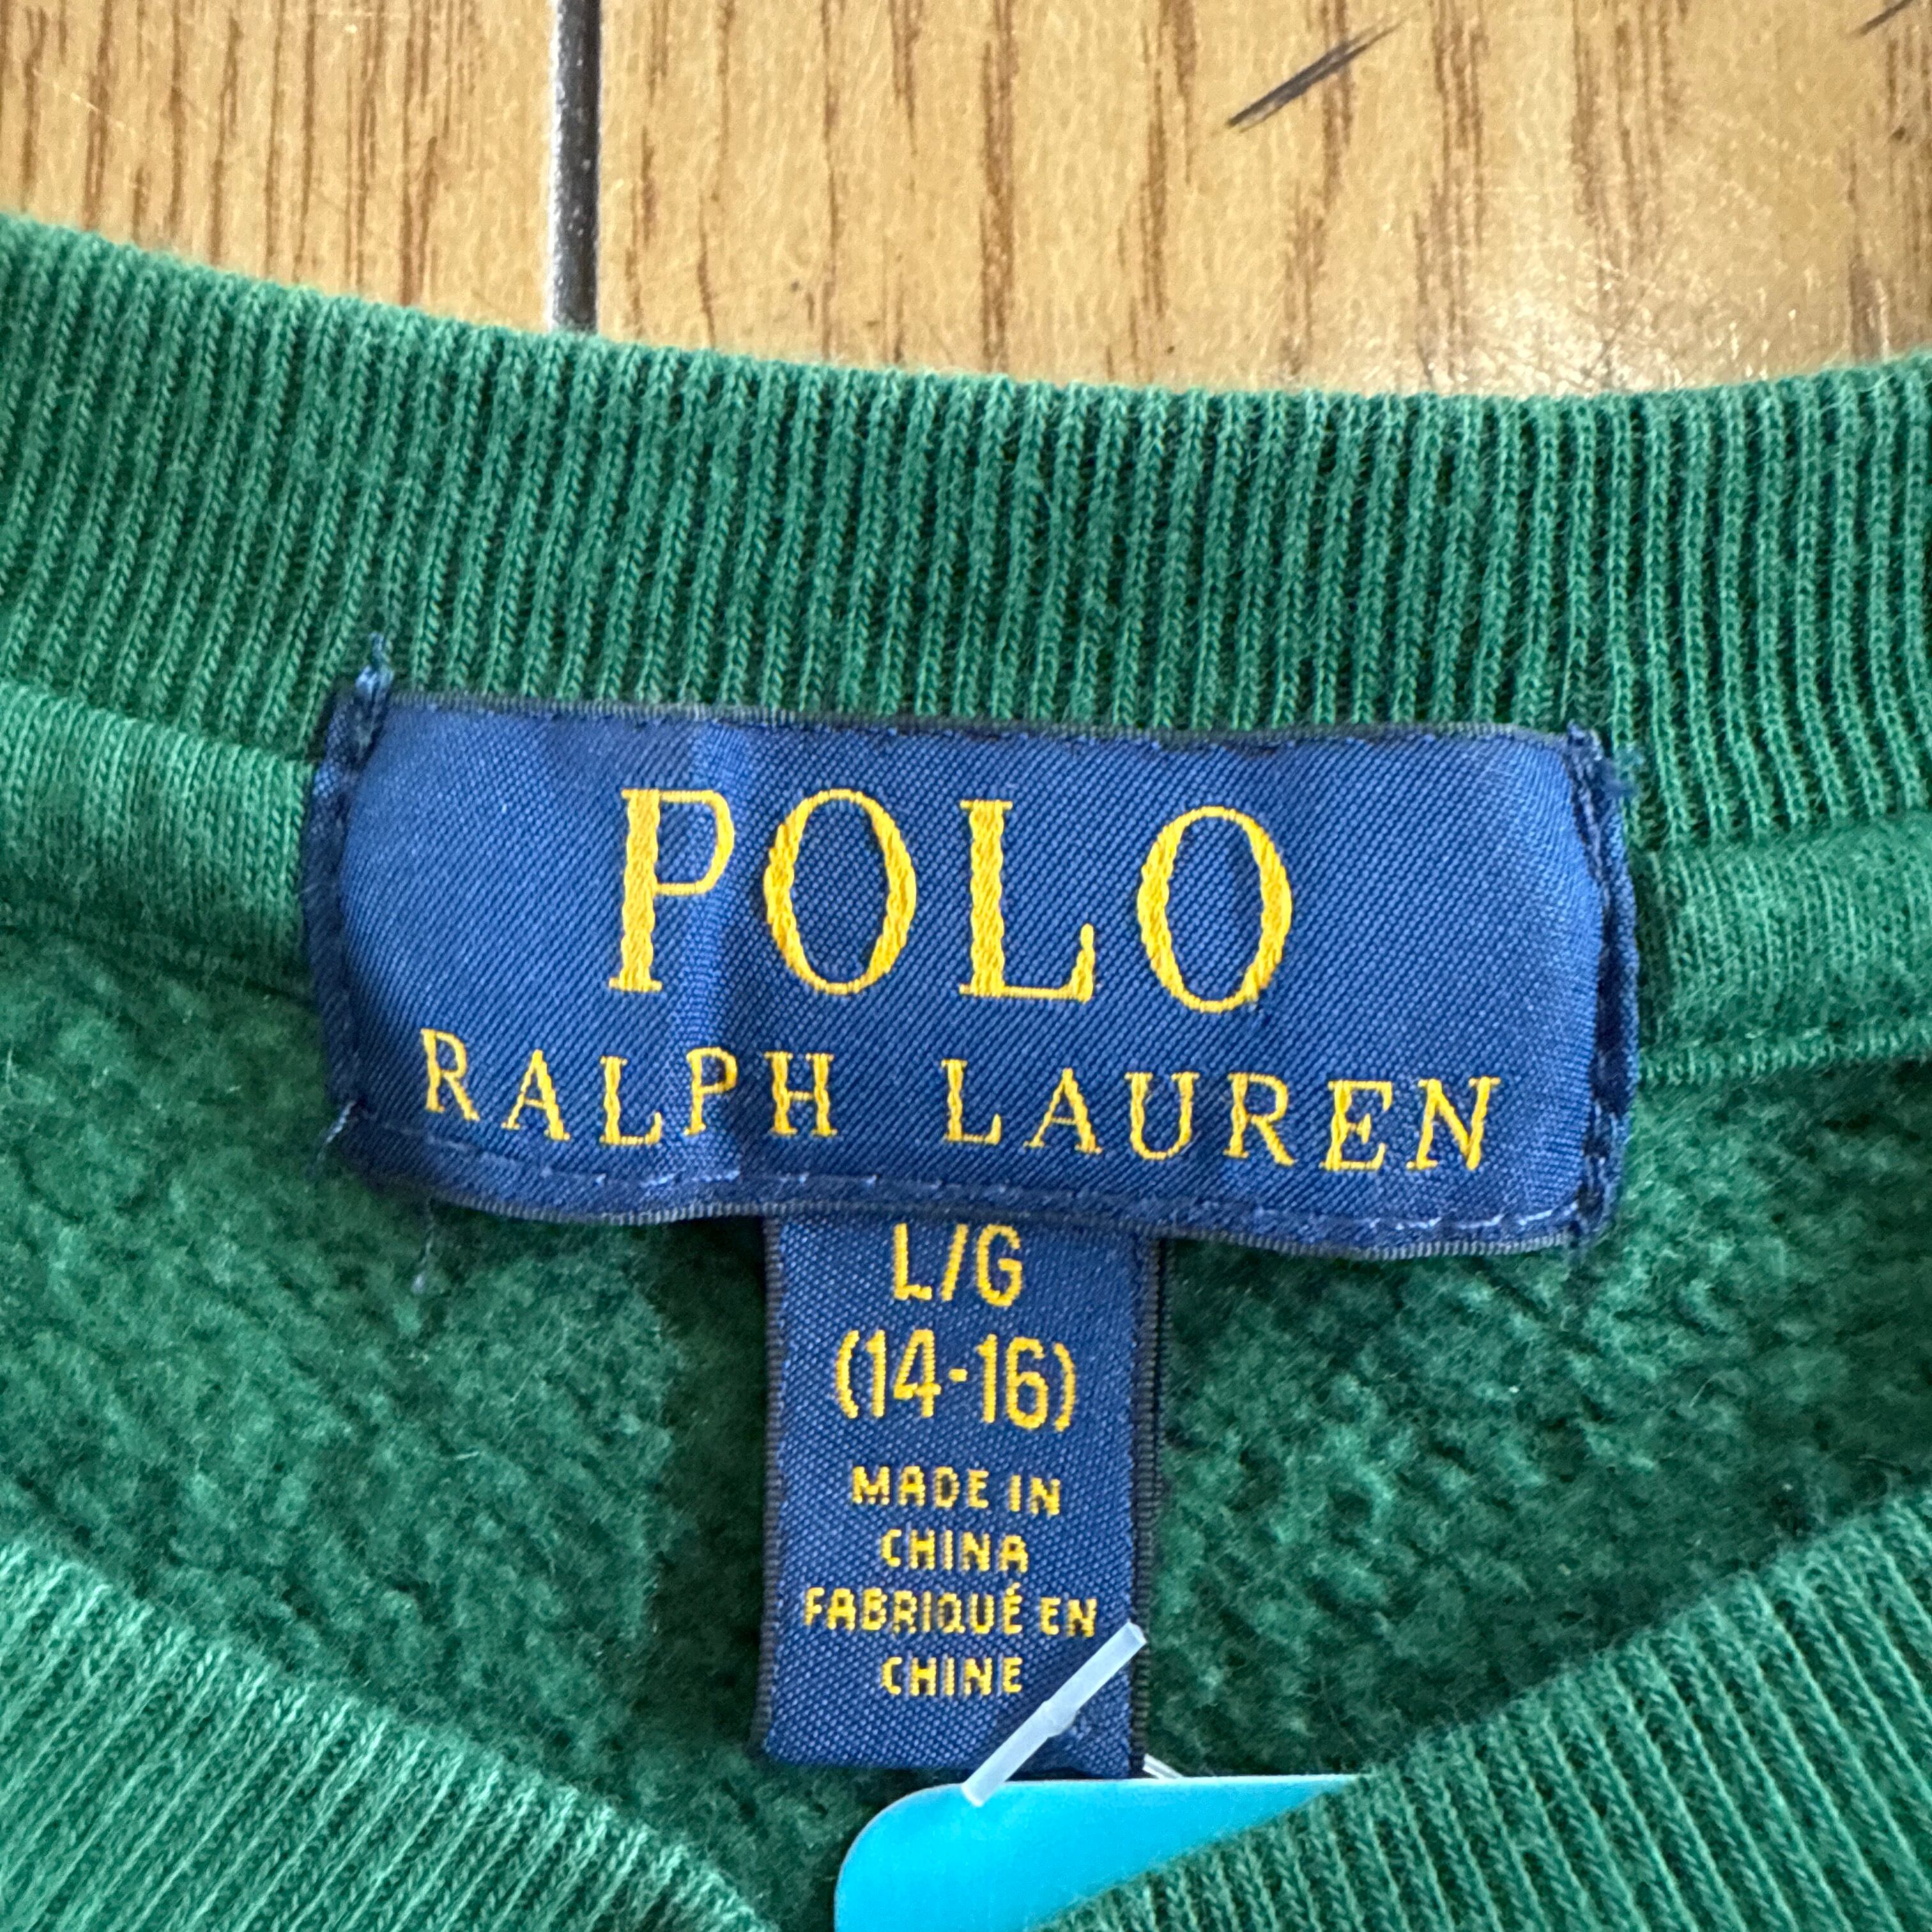 POLO
RALPH LAUREN
L/G
(14-16)
MADE IN
CHINA
FABRIQUÉ EN
CHINE